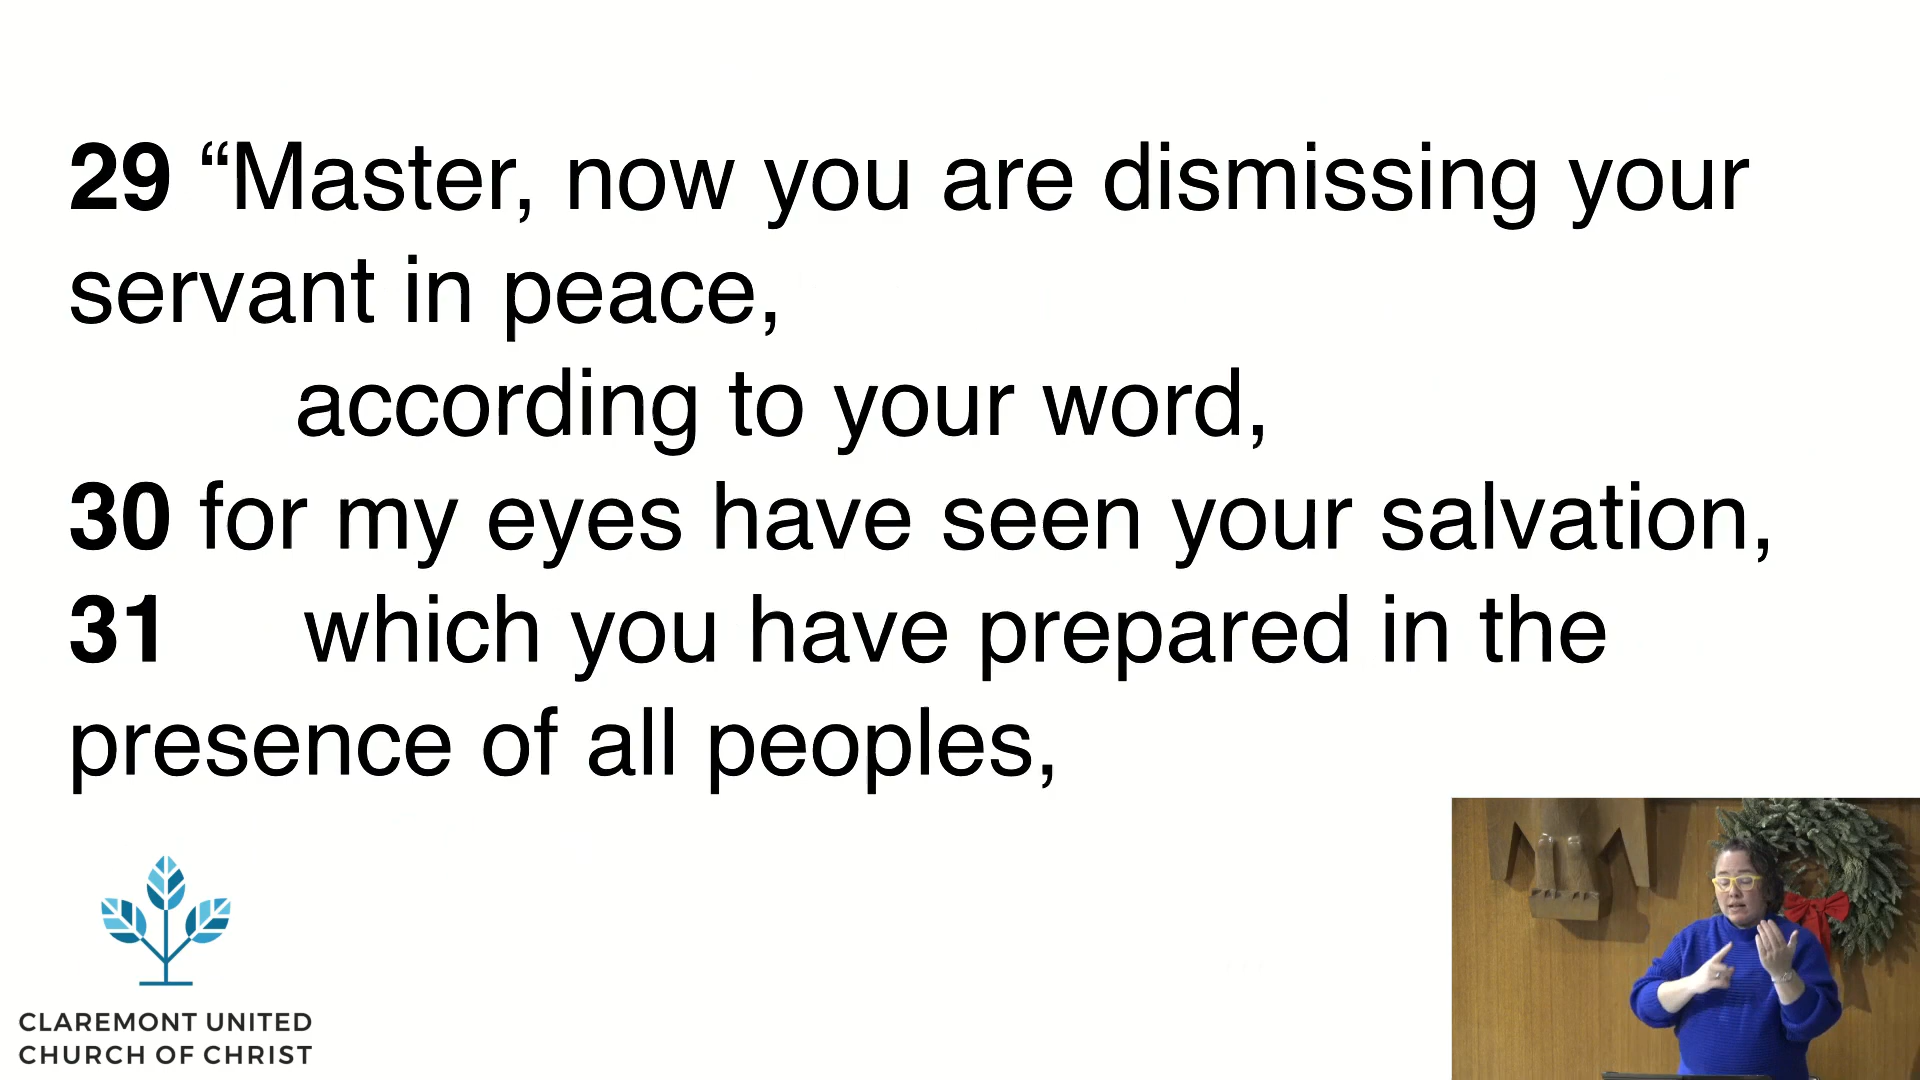 29 “Master, now you are dismissing your
servant in peace,
according to your word,
30 for my eyes have seen your salvation,
31 which you have prepared in the
presence of all peoples,
CLAREMONT UNITED
CHURCH OF CHRIST